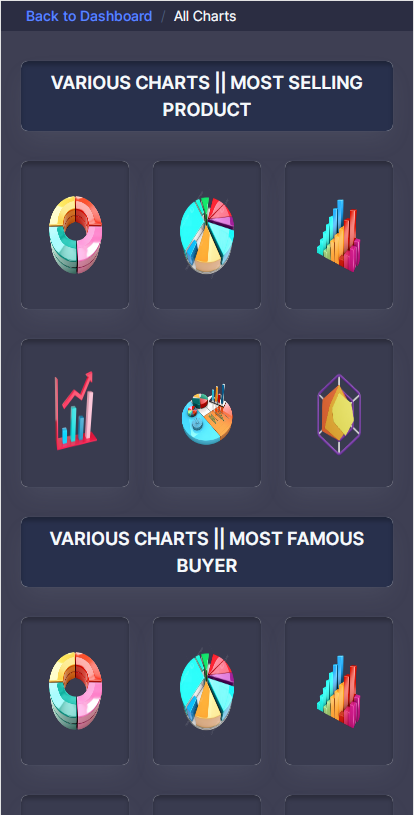 Back to Dashboard / All Charts
VARIOUS CHARTS || MOST SELLING
PRODUCT
VARIOUS CHARTS || MOST FAMOUS
BUYER